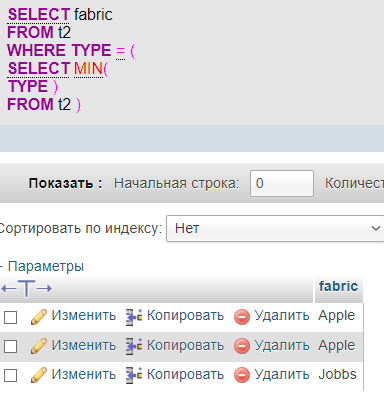 SELECT fabric
FROM t2
WHERE TYPE = (
SELECT MIN(
TYPE )
FROM t2 )
Показать : Начальная строка: 0 Количест
Сортировать по индексу: Нет
- Параметры
←T→ fabric
Изменить Копировать Удалить Apple
Изменить Копировать Удалить Apple
Изменить Копировать Удалить Jobbs